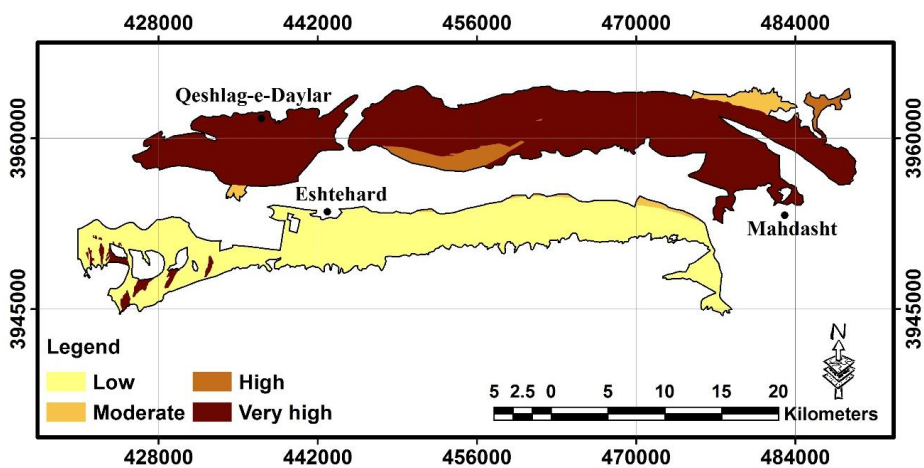 428000 442000 456000 470000 484000
Qeshlag-e-Daylar
3960000 3960000
Eshtehard
Mahdasht
3945000 3945000
Legend
Low High
Moderate Very high
N
5 2.5 0 5 10 15 20
Kilometers
428000 442000 456000 470000 484000